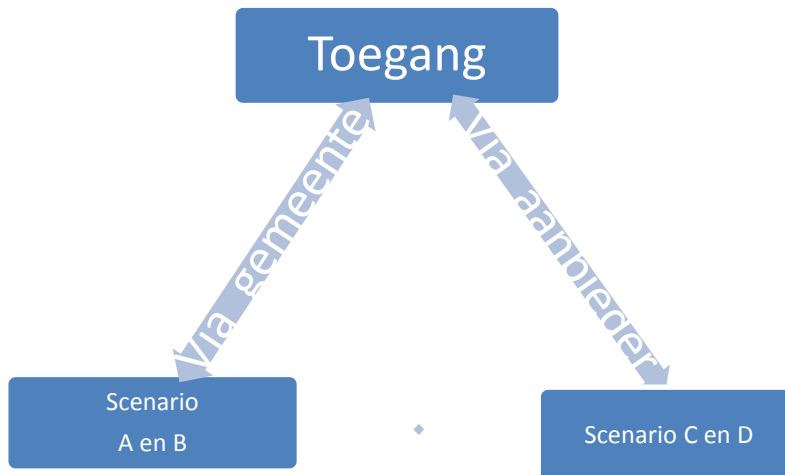 Toegang
Via gemeente
Via aanbieder
Scenario
A en B
Scenario C en D